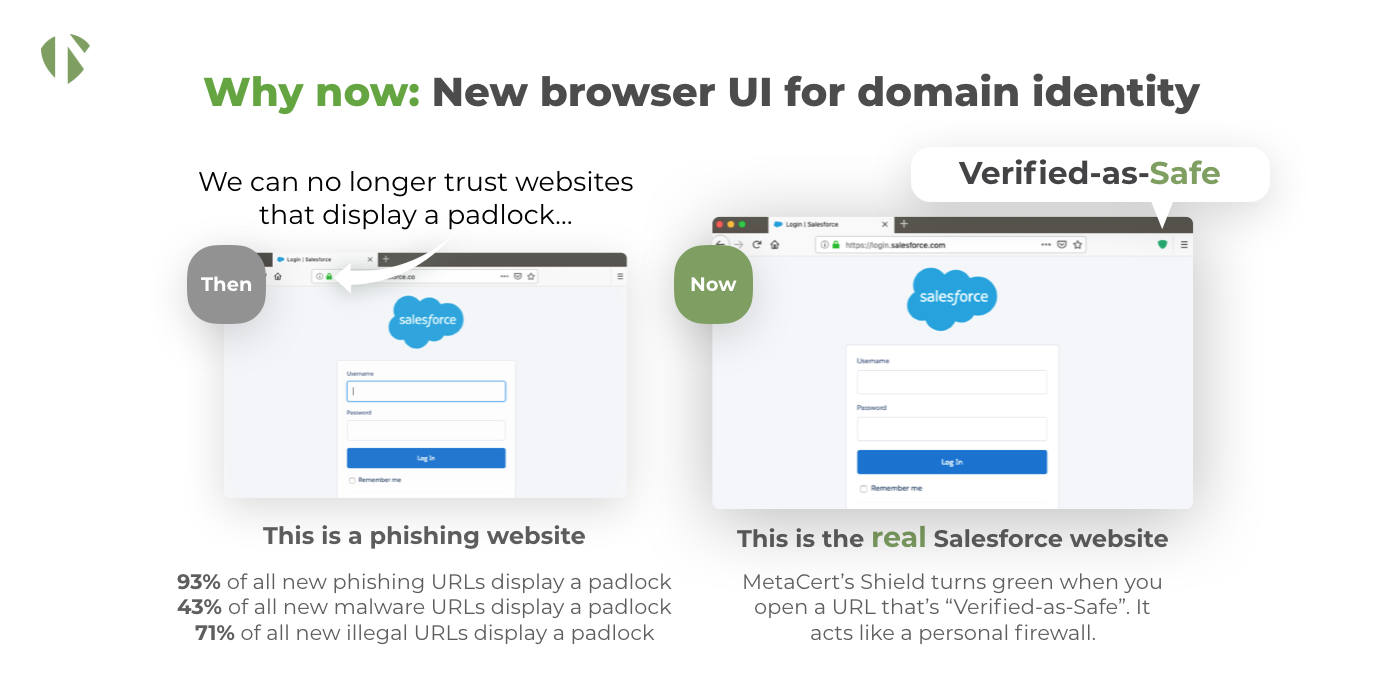 Why now: New browser UI for domain identity
We can no longer trust websites
that display a padlock...
Then
Login | Salesforce
rce.co
salesforce
Username
Password
Log In
Remember me
This is a phishing website
93% of all new phishing URLs display a padlock
43% of all new malware URLs display a padlock
71% of all new illegal URLs display a padlock
Verified-as-Safe
Now
Login | Salesforce
https://login.salesforce.com
salesforce
Username
Password
Log In
Remember me
This is the real Salesforce website
MetaCert’s Shield turns green when you
open a URL that’s “Verified-as-Safe”. It
acts like a personal firewall.